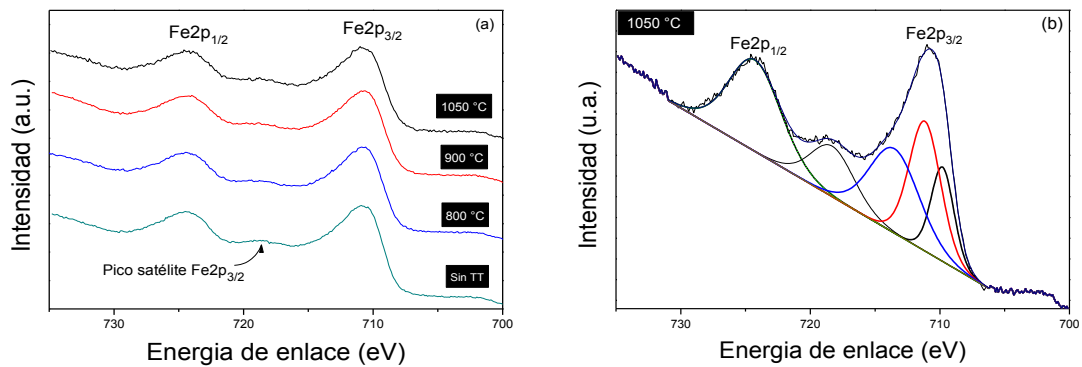 (a)
Fe2p1/2
Fe2p3/2
1050 °C
900 °C
800 °C
Sin TT
Pico satélite Fe2p3/2
Intensidad (a.u.)
730
720
710
700
Energia de enlace (eV)
1050 °C
(b)
Fe2p1/2
Fe2p3/2
Intensidad (u.a.)
730
720
710
700
Energia de enlace (eV)